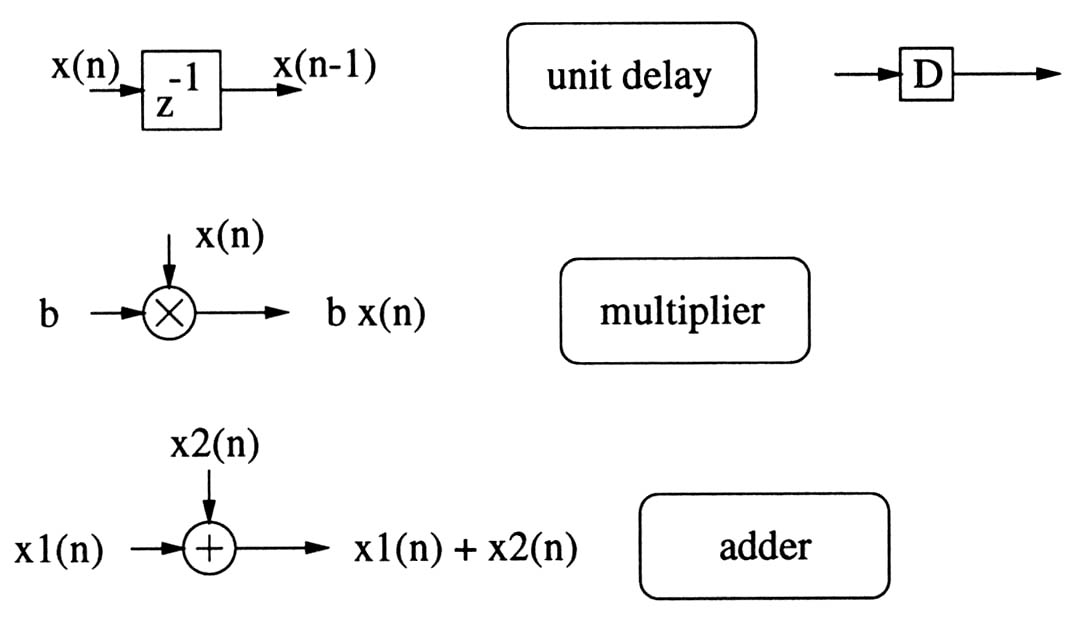 x(n) z-1 x(n-1) unit delay D
x(n)
b × b x(n) multiplier
x2(n)
x1(n) + x1(n) + x2(n) adder